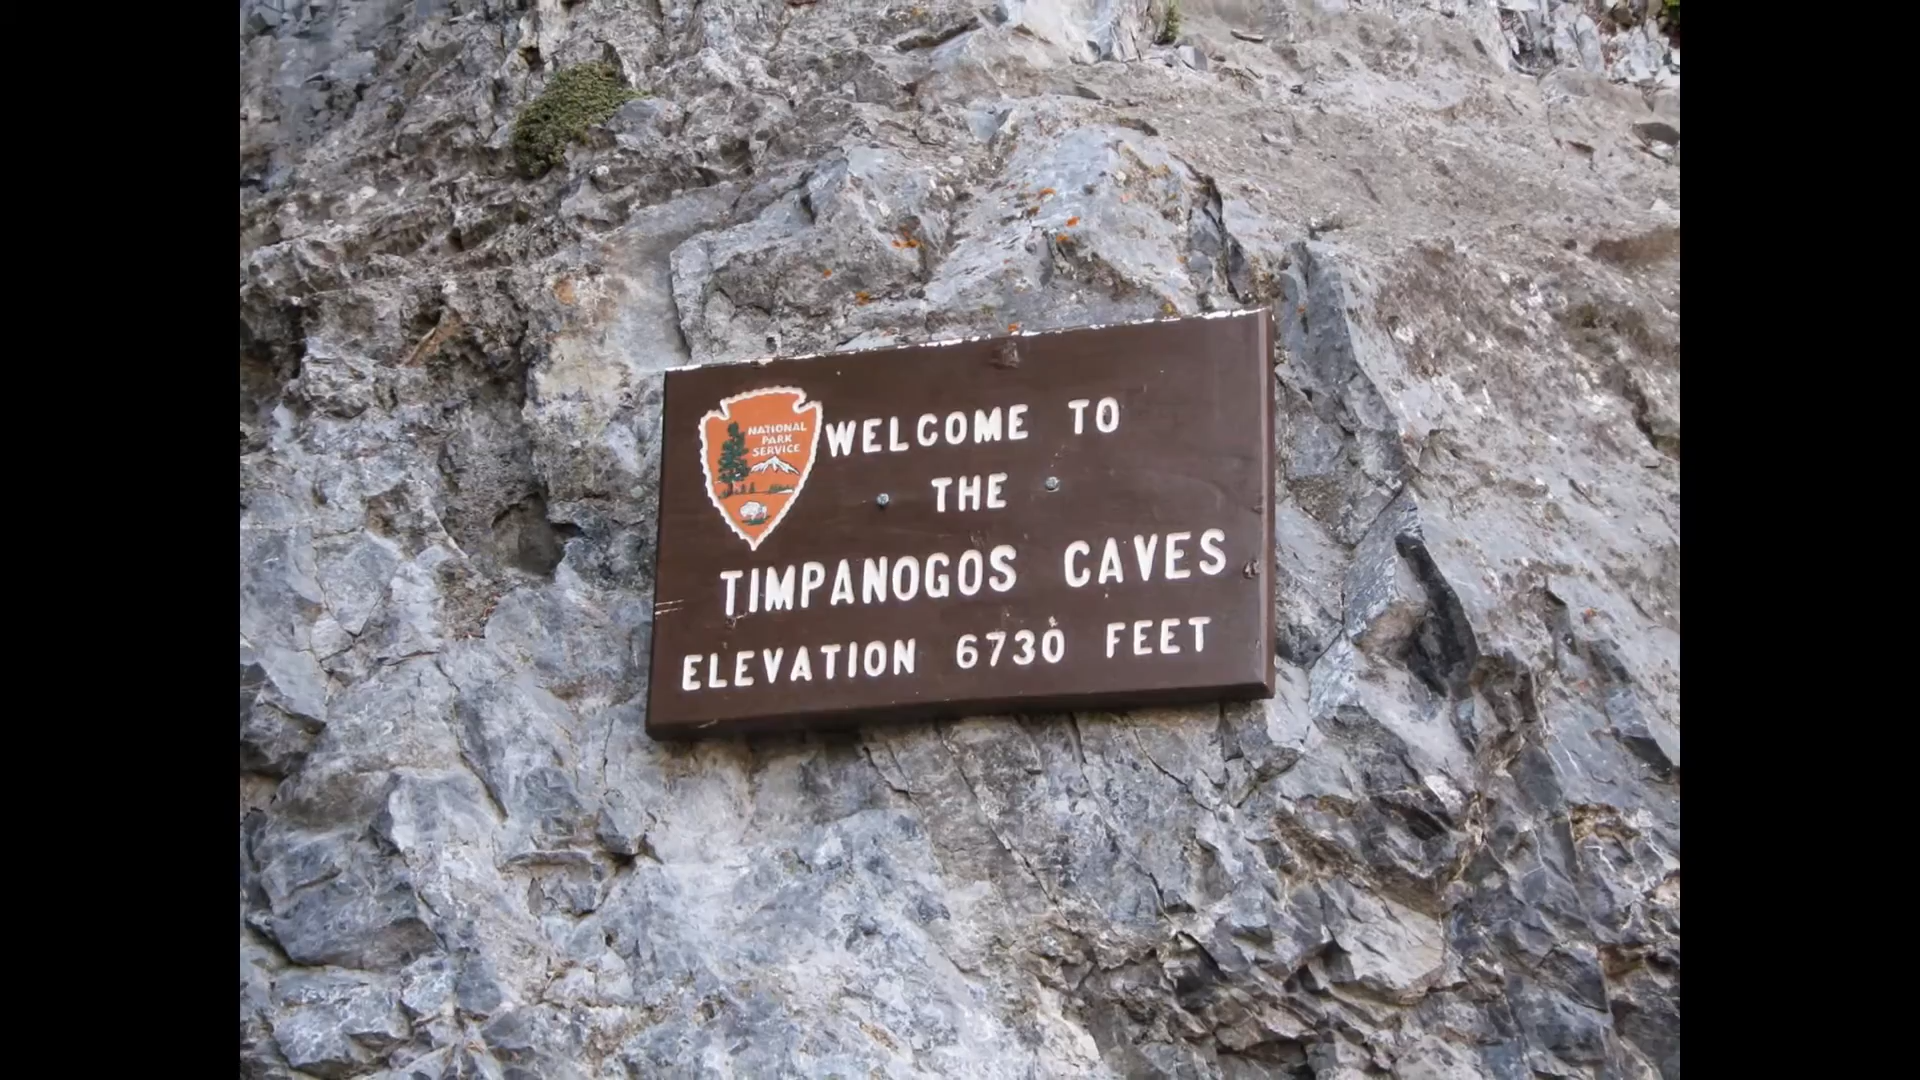 NATIONAL
PARK
SERVICE
WELCOME TO
THE
TIMPANOGOS CAVES
ELEVATION 6730 FEET